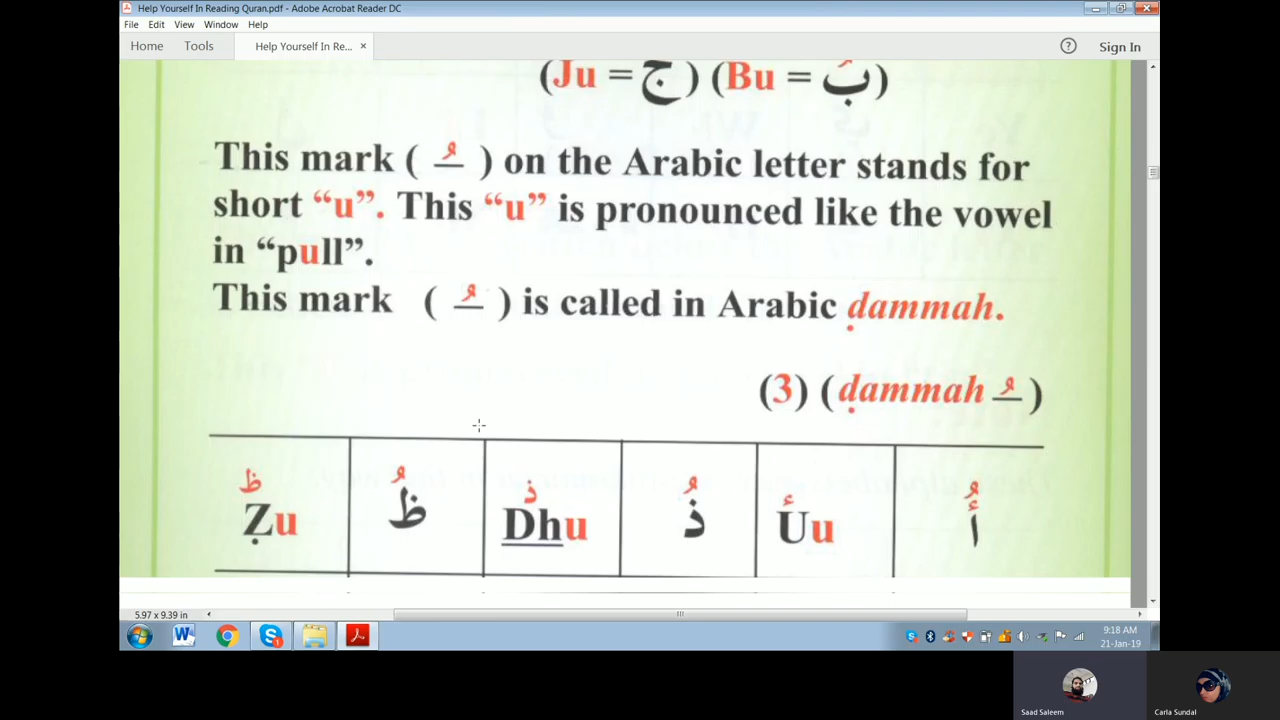 Help Yourself In Reading Quran.pdf - Adobe Acrobat Reader DC
File Edit View Window Help
Home Tools Help Yourself In Re... × ? Sign In
(Ju = ج) (Bu = بُ)
This mark ( ـُ ) on the Arabic letter stands for
short “u”. This “u” is pronounced like the vowel
in “pull”.
This mark ( ـُ ) is called in Arabic ḍammah.
(3) (ḍammah ـُ )
ظ ظُ ذ ذُ أ أُ
Ẓu Dhu Uu
5.97 x 9.39 in
9:18 AM
21-Jan-19
Saad Saleem Carla Sundal